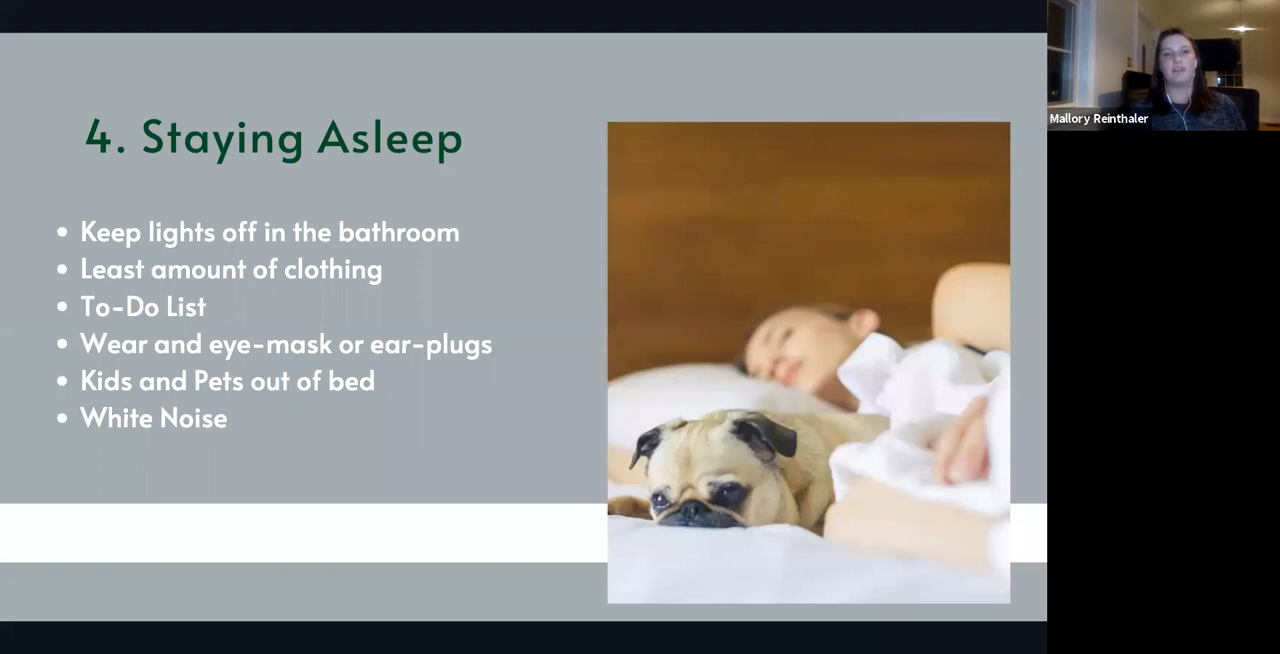 4. Staying Asleep
• Keep lights off in the bathroom
• Least amount of clothing
• To-Do List
• Wear and eye-mask or ear-plugs
• Kids and Pets out of bed
• White Noise
Mallory Reinthaler